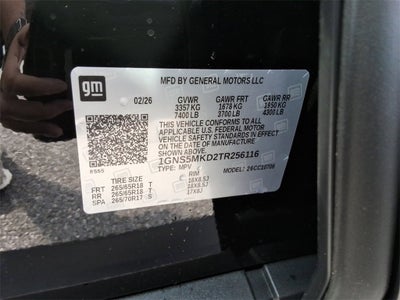 gm
MFD BY GENERAL MOTORS LLC
02/26 GVWR GAWR FRT GAWR RR
3357 KG 1678 KG 1950 KG
7400 LB 3700 LB 4300 LB
THIS VEHICLE CONFORMS TO ALL
APPLICABLE U.S. FEDERAL MOTOR
VEHICLE SAFETY STANDARDS IN
EFFECT ON THE DATE OF
MANUFACTURE SHOWN ABOVE.
1GNS5MKD2TR256116
TYPE: MPV MODEL:
TIRE SIZE RIM
FRT 265/65R18 T 18X8.5J
RR 265/65R18 T 18X8.5J
SPA 265/70R17 S 17X8J